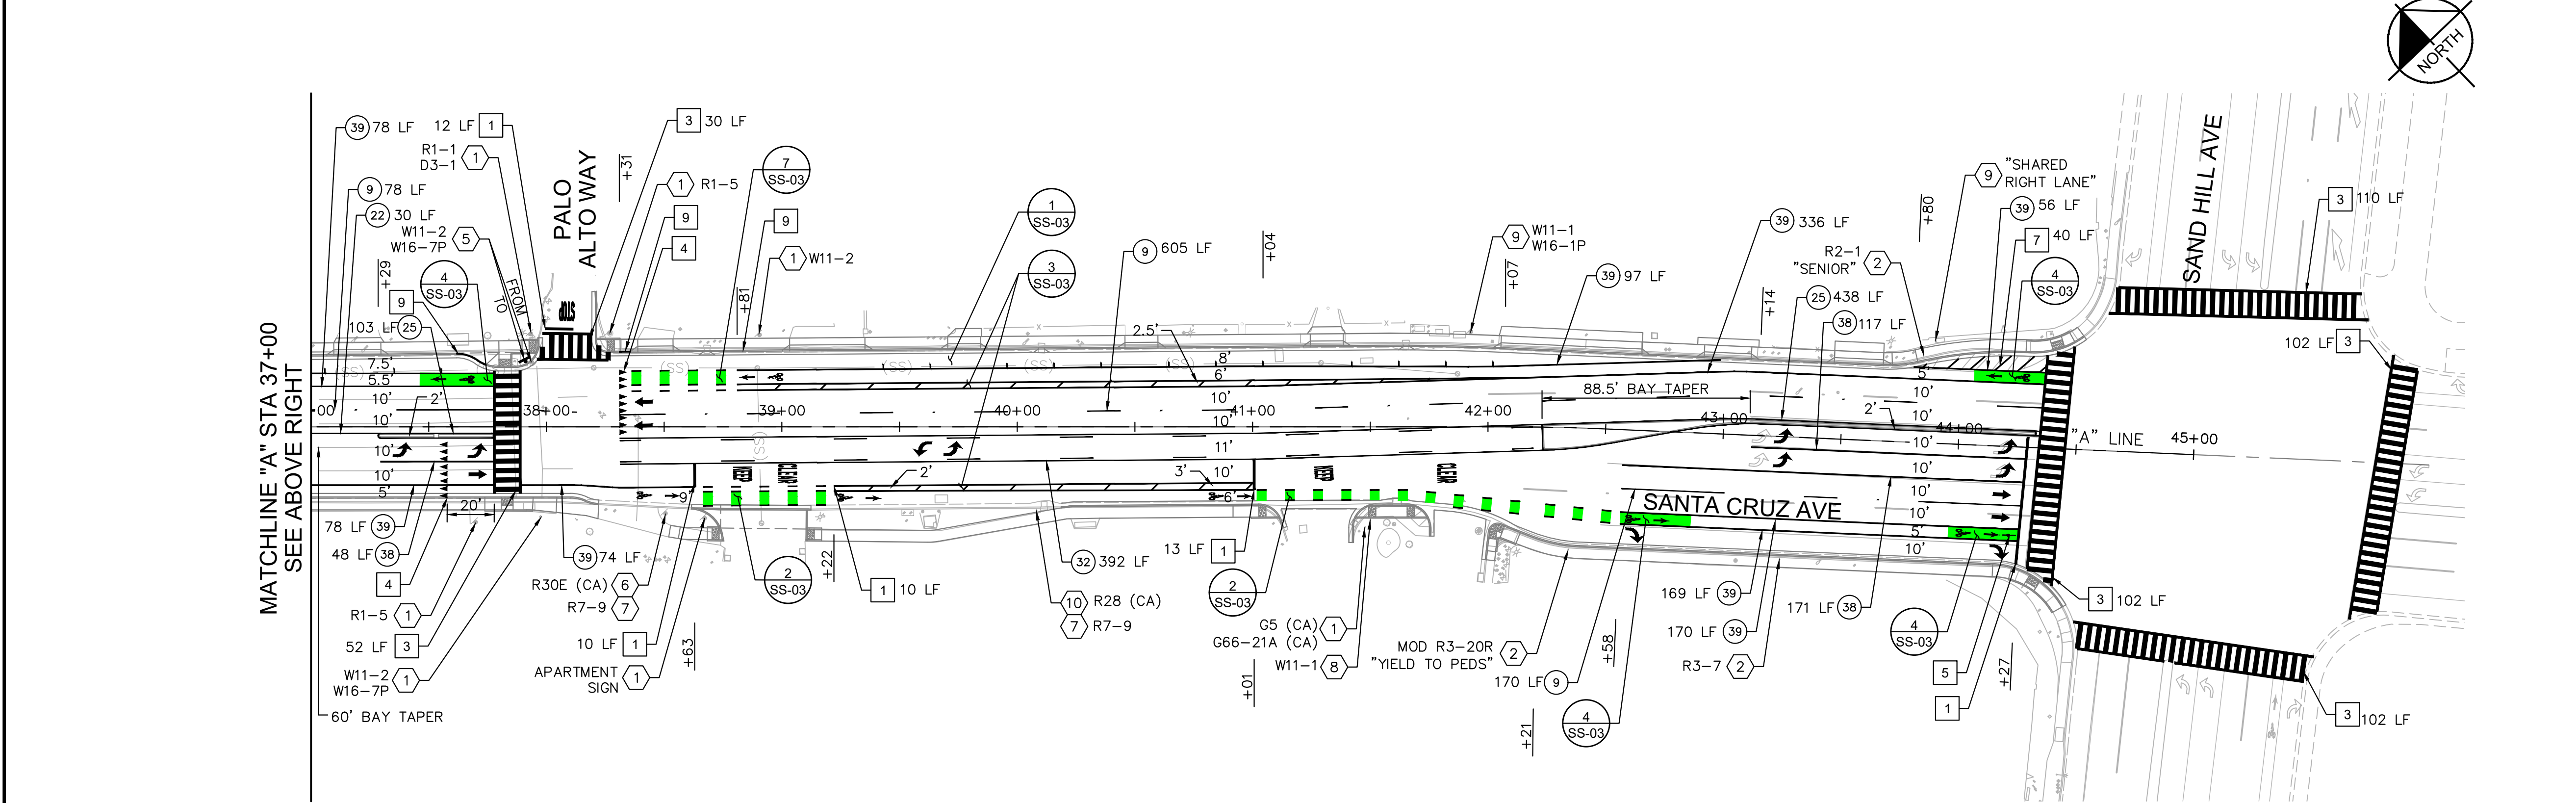 NORTH
MATCHLINE "A" STA 37+00
SEE ABOVE RIGHT
39 78 LF
12 LF 1
R1-1
D3-1
1
9 78 LF
22 30 LF
W11-2
W16-7P
5
+29
4
SS-03
9
103 LF 25
FROM
TO
PALO
ALTO WAY
STOP
+31
3 30 LF
1 R1-5
9
4
7
SS-03
9
1 W11-2
+81
1
SS-03
3
SS-03
9 605 LF
+04
9
W11-1
W16-1P
+07
39 97 LF
39 336 LF
+14
25 438 LF
38 117 LF
R2-1
"SENIOR"
2
+80
9
"SHARED
RIGHT LANE"
39 56 LF
7 40 LF
4
SS-03
SAND HILL AVE
3 110 LF
102 LF 3
7.5'
5.5'
10'
2'
10'
10'
10'
5'
20'
(SS)
(SS)
(SS)
(SS)
(SS)
(SS)
00
38+00
39+00
40+00
41+00
42+00
43+00
44+00
"A" LINE
45+00
2.5'
8'
6'
10'
10'
11'
10'
3'
6'
2'
9'
KEEP
CLEAR
KEEP
CLEAR
88.5' BAY TAPER
5'
10'
10'
2'
10'
10'
10'
10'
5'
10'
SANTA CRUZ AVE
78 LF 39
48 LF 38
4
R1-5 1
52 LF 3
W11-2
W16-7P
1
60' BAY TAPER
39 74 LF
R30E (CA) 6
R7-9 7
10 LF 1
APARTMENT
SIGN
1
+63
2
SS-03
+22
1 10 LF
32 392 LF
10 R28 (CA)
7 R7-9
13 LF 1
2
SS-03
+01
G5 (CA)
G66-21A (CA)
1
W11-1 8
MOD R3-20R
"YIELD TO PEDS"
2
170 LF 9
+21
4
SS-03
+58
169 LF 39
170 LF 39
R3-7 2
171 LF 38
4
SS-03
5
1
+27
3 102 LF
3 102 LF